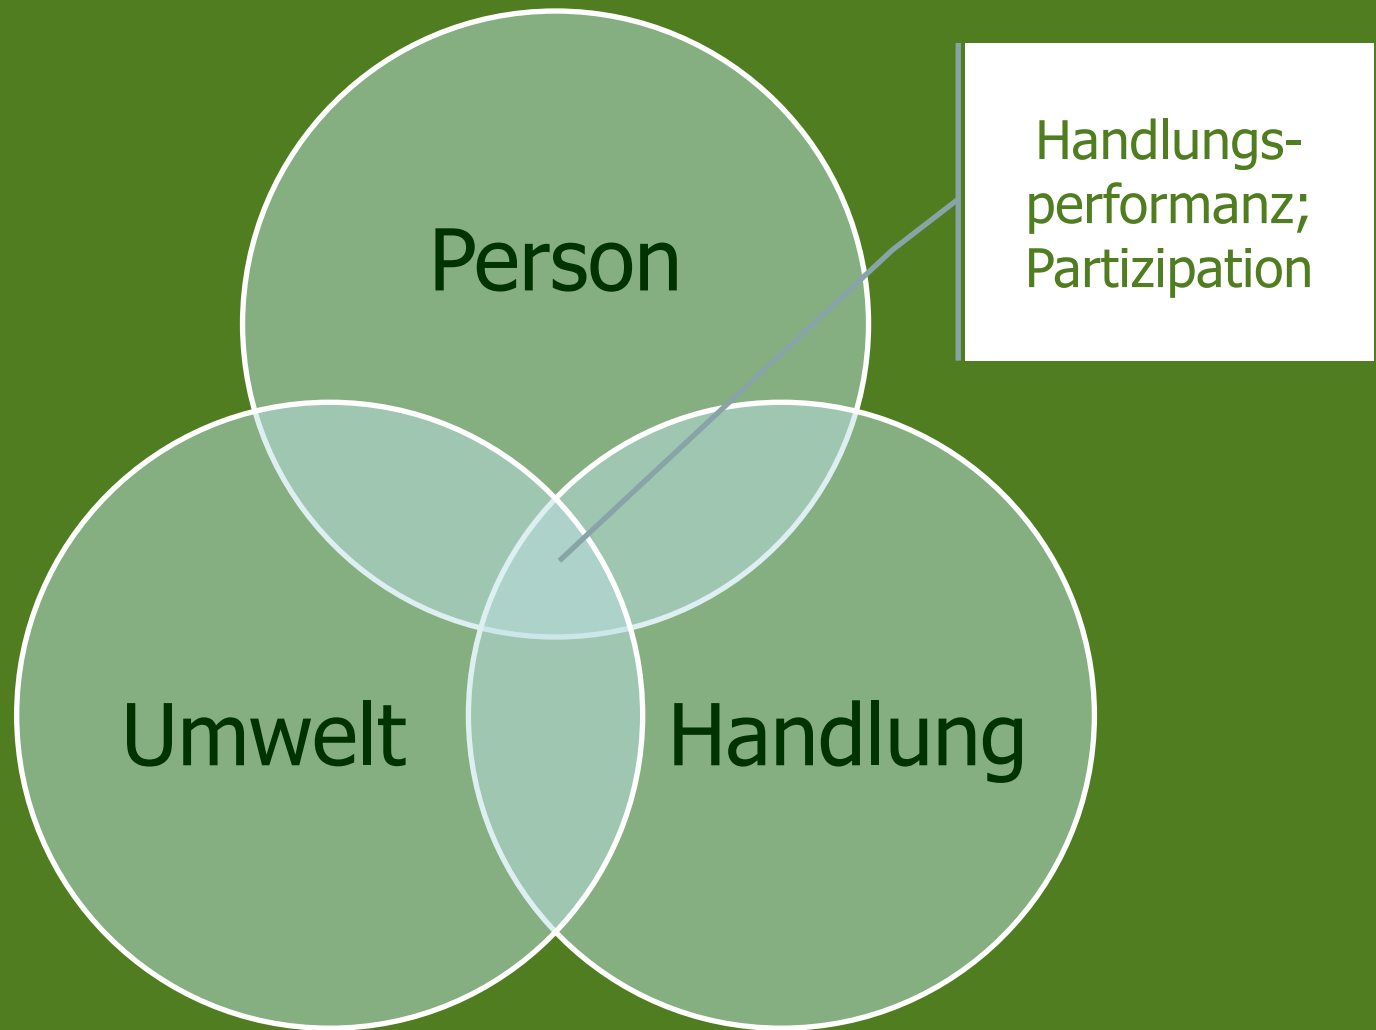 Person
Handlungs-
performanz;
Partizipation
Umwelt
Handlung